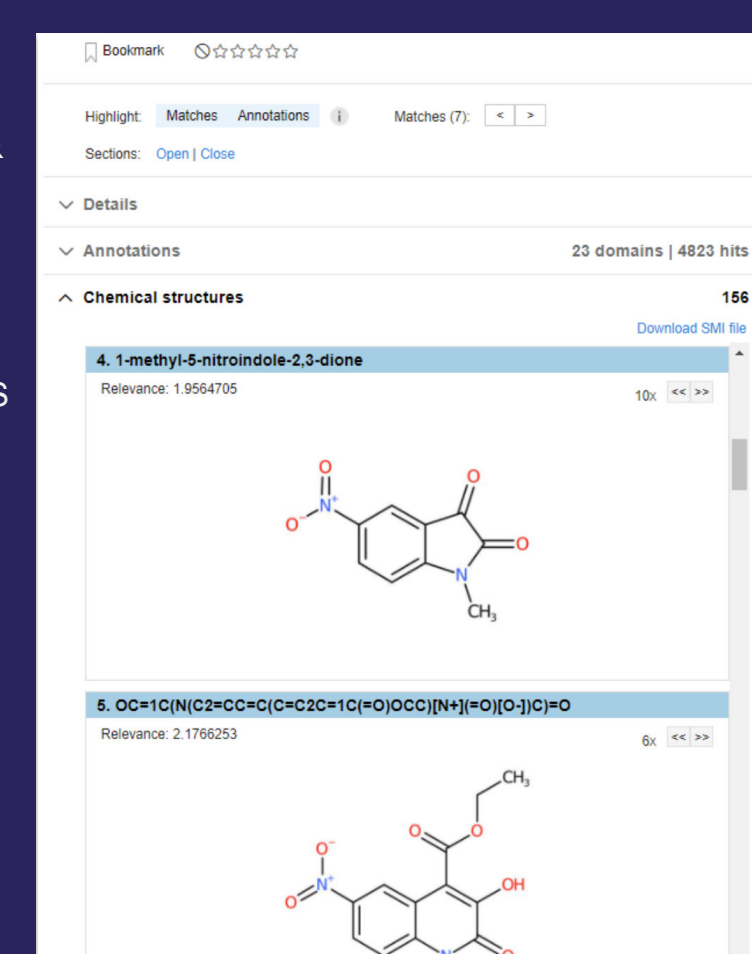 Bookmark
Highlight: Matches Annotations i Matches (7): < >
Sections: Open | Close
Details
Annotations 23 domains | 4823 hits
Chemical structures 156
Download SMI file
4. 1-methyl-5-nitroindole-2,3-dione
Relevance: 1.9564705 10x << >>
O
O
N+
O-
O
N
CH3
5. OC=1C(N(C2=CC=C(C=C2C=1C(=O)OCC)[N+](=O)[O-])C)=O
Relevance: 2.1766253 6x << >>
CH3
O
O
O-
N+
O
OH
S